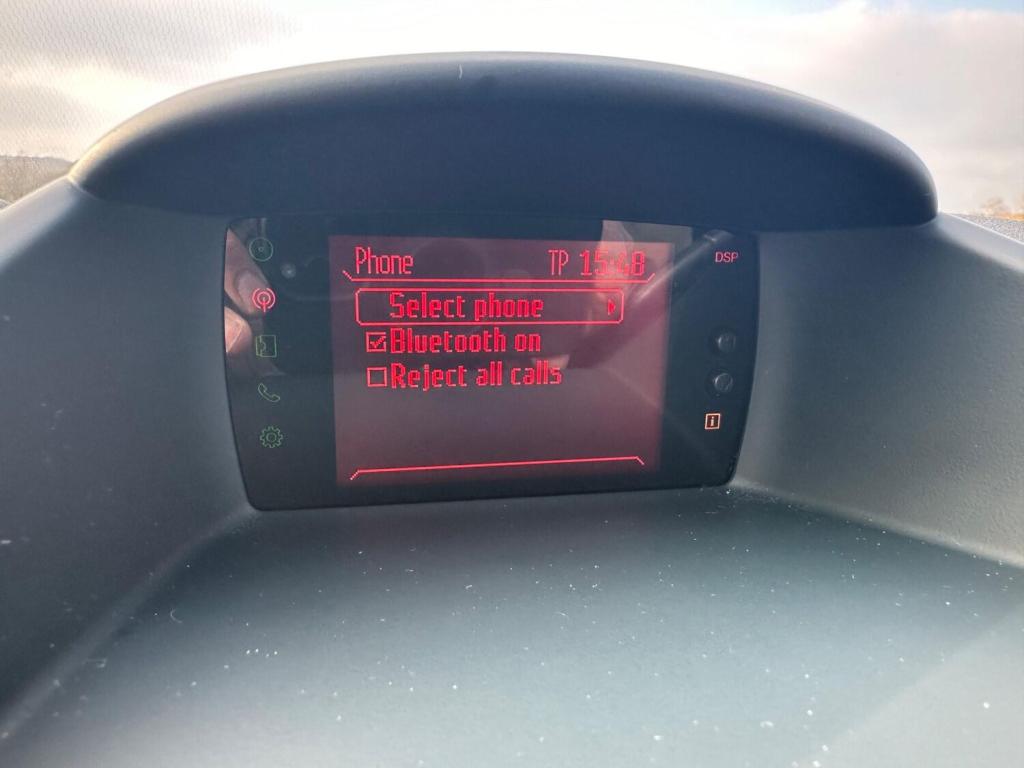 Phone TP 15:48
DSP
Select phone
Bluetooth on
Reject all calls
i